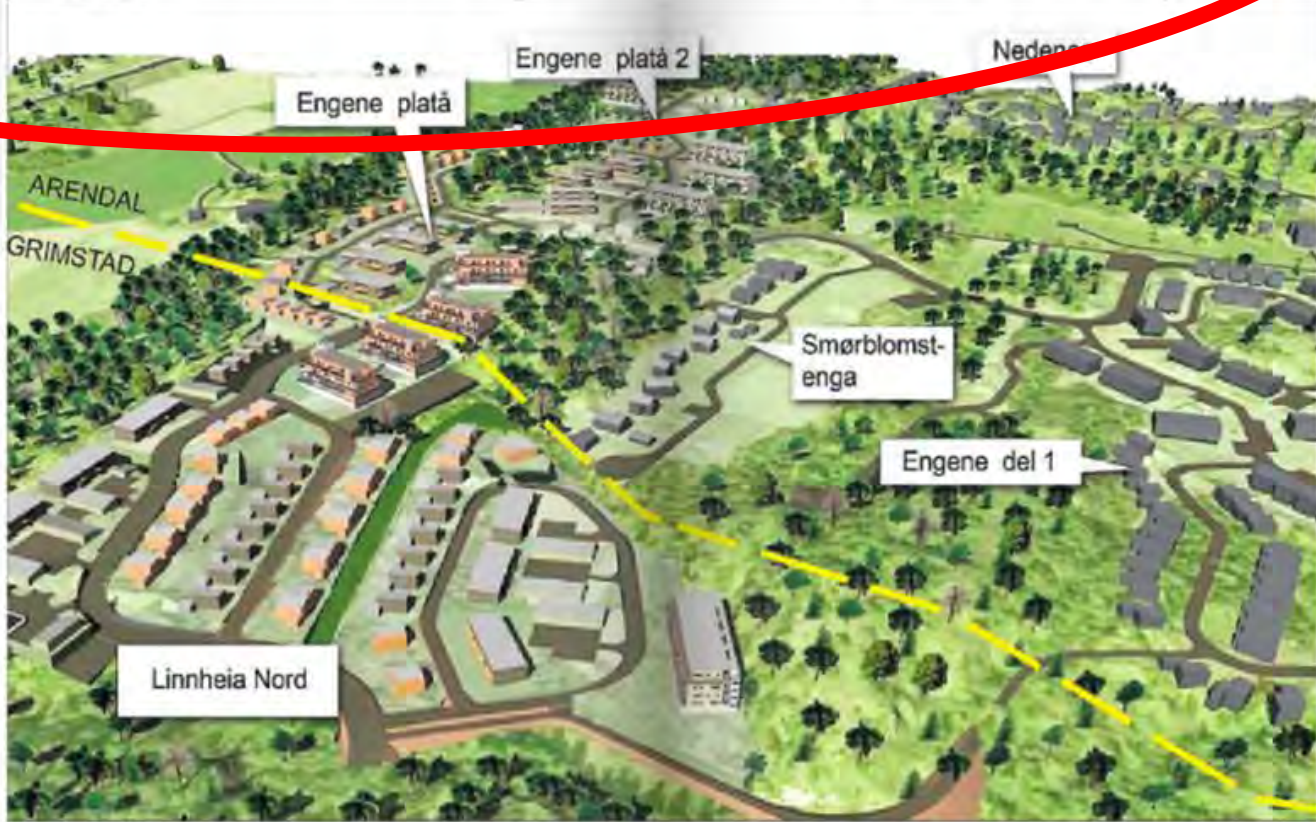 Engene platå 2
Engene platå
ARENDAL
GRIMSTAD
Smørblomst-
enga
Engene del 1
Linnheia Nord